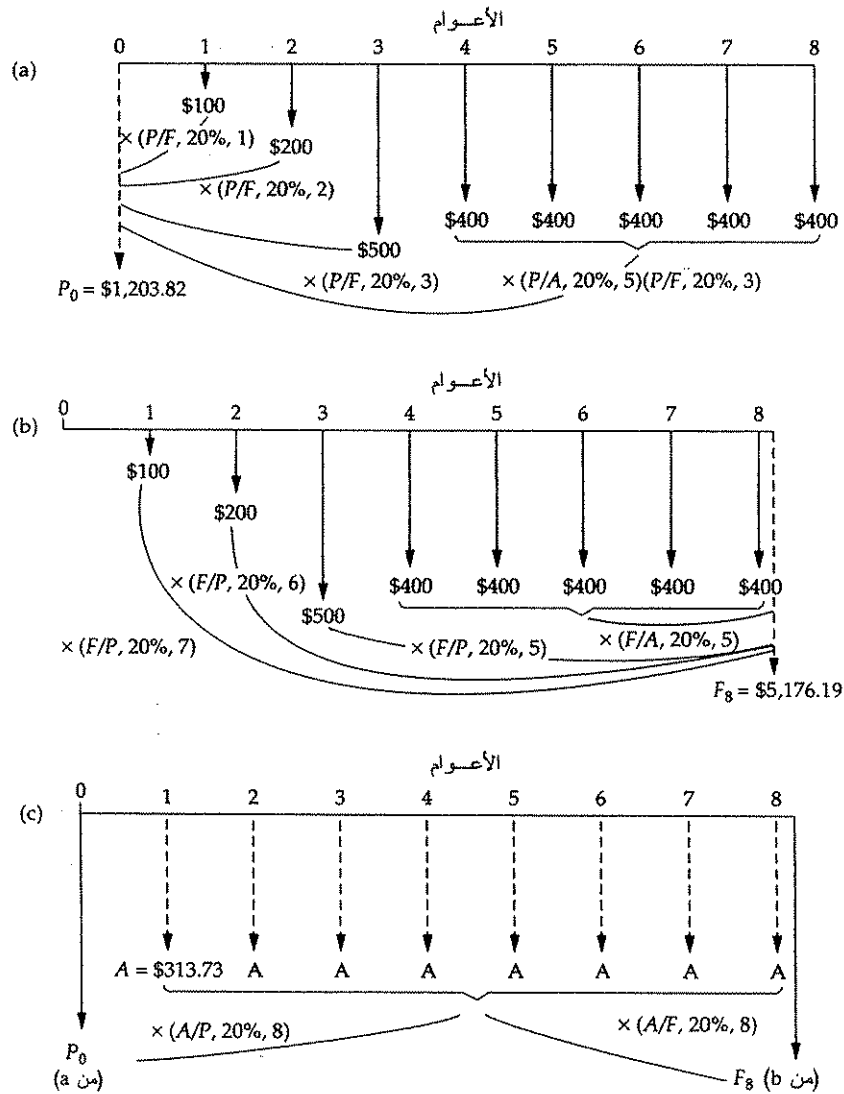 الأعـــوام
0 1 2 3 4 5 6 7 8
(a)
$100
× (P/F, 20%, 1)
$200
× (P/F, 20%, 2)
$400 $400 $400 $400 $400
$500
× (P/F, 20%, 3) × (P/A, 20%, 5)(P/F, 20%, 3)
P₀ = $1,203.82
الأعـــوام
0 1 2 3 4 5 6 7 8
(b)
$100
$200
× (F/P, 20%, 6) $400 $400 $400 $400 $400
$500
× (F/P, 20%, 7) × (F/P, 20%, 5) × (F/A, 20%, 5)
F₈ = $5,176.19
الأعـــوام
0 1 2 3 4 5 6 7 8
(c)
A = $313.73 A A A A A A A
× (A/P, 20%, 8) × (A/F, 20%, 8)
P₀
(من a)
F₈ (من b)